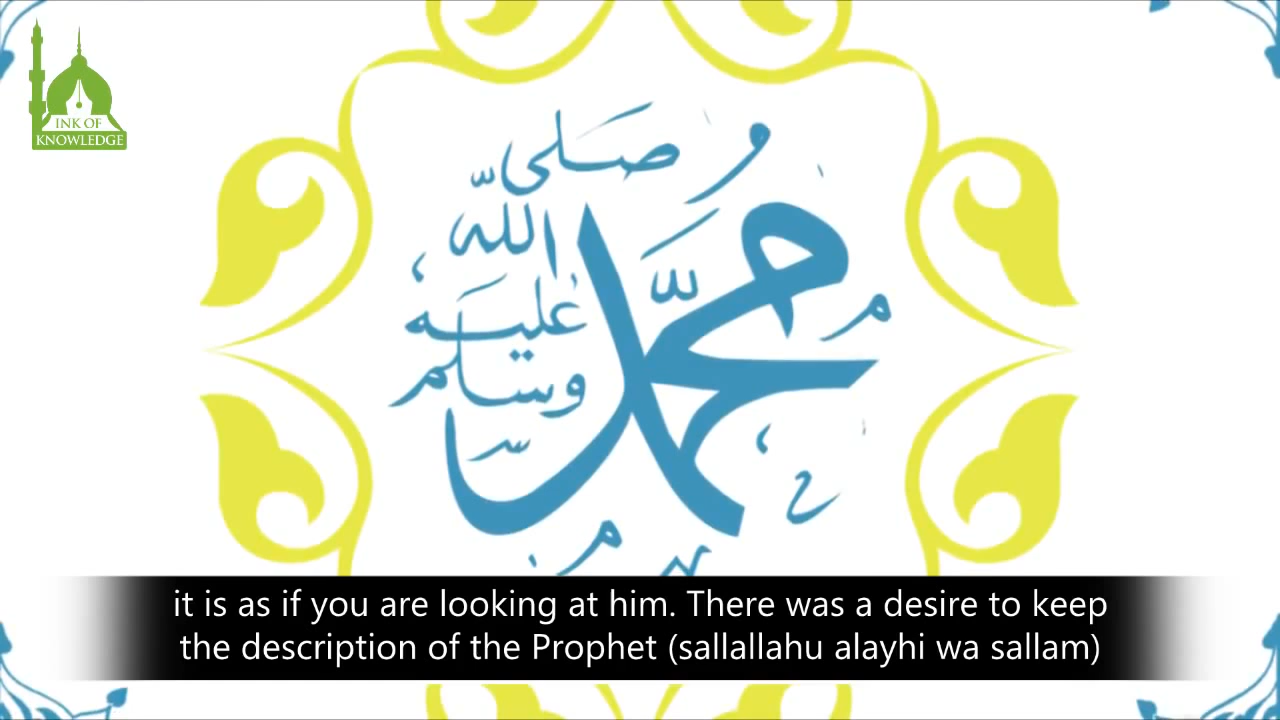 INK OF
KNOWLEDGE
محمد
صلى
الله
عليه
وسلم
it is as if you are looking at him. There was a desire to keep
the description of the Prophet (sallallahu alayhi wa sallam)